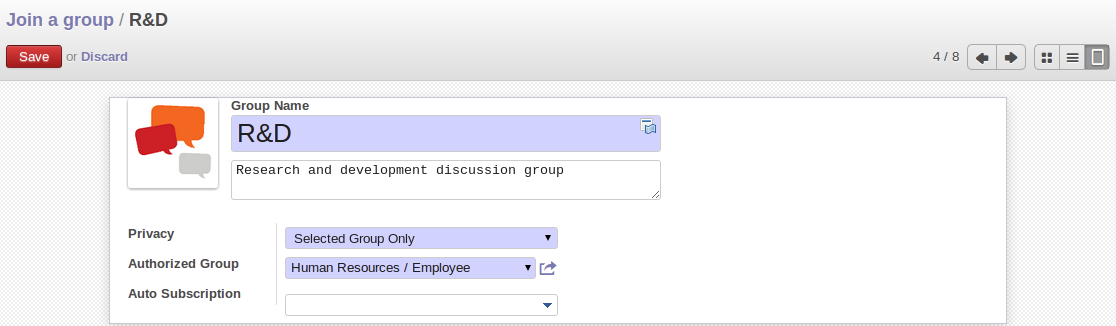 Join a group / R&D
Save or Discard
4 / 8
Group Name
R&D
Research and development discussion group
Privacy
Selected Group Only
Authorized Group
Human Resources / Employee
Auto Subscription